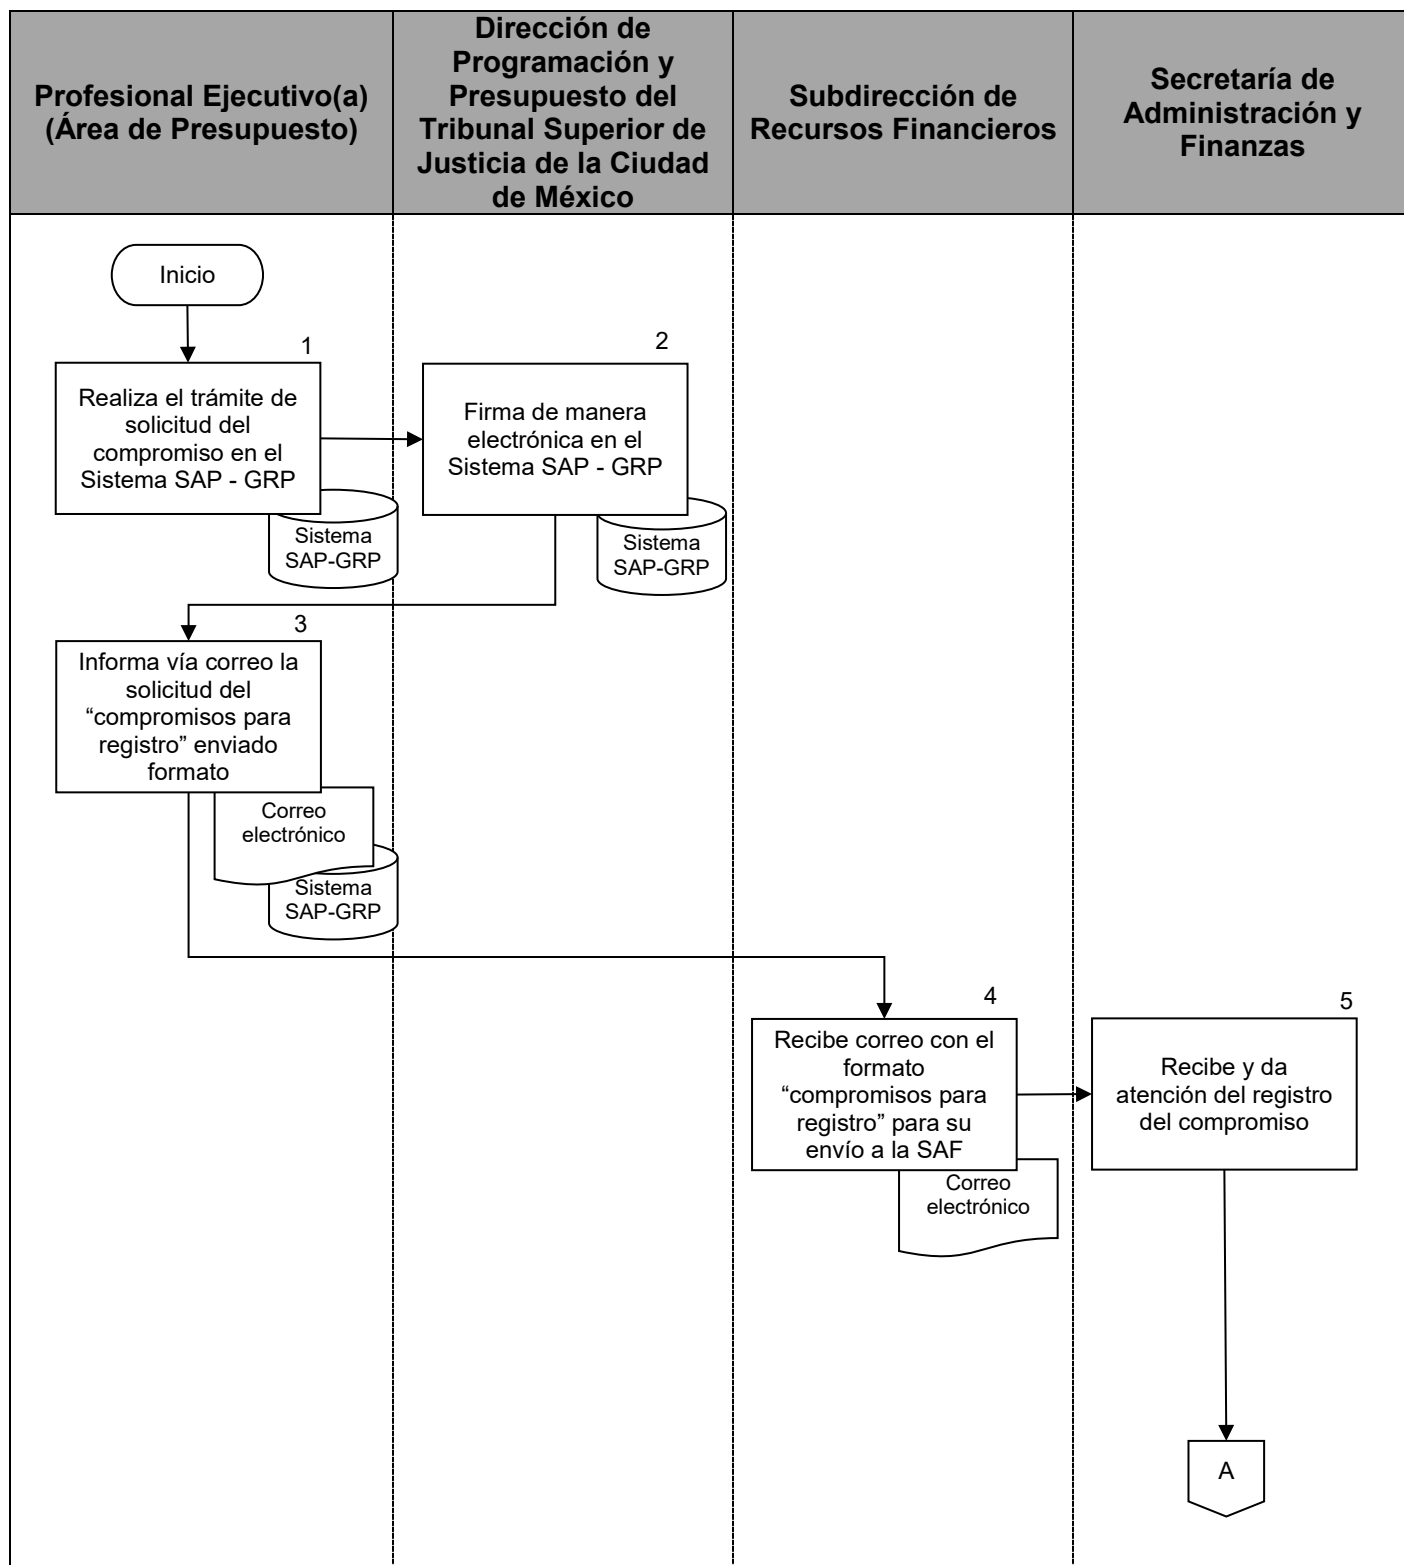 Profesional Ejecutivo(a)
(Área de Presupuesto)
Dirección de
Programación y
Presupuesto del
Tribunal Superior de
Justicia de la Ciudad
de México
Subdirección de
Recursos Financieros
Secretaría de
Administración y
Finanzas
Inicio
1
Realiza el trámite de
solicitud del
compromiso en el
Sistema SAP - GRP
Sistema
SAP-GRP
2
Firma de manera
electrónica en el
Sistema SAP - GRP
Sistema
SAP-GRP
3
Informa vía correo la
solicitud del
“compromisos para
registro” enviado
formato
Correo
electrónico
Sistema
SAP-GRP
4
Recibe correo con el
formato
“compromisos para
registro” para su
envío a la SAF
Correo
electrónico
5
Recibe y da
atención del registro
del compromiso
A